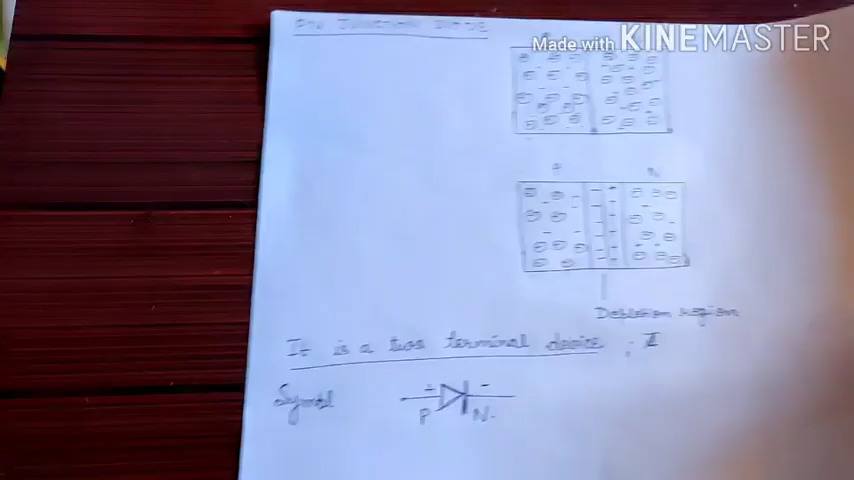 PN JUNCTION DIODE
Made with KINEMASTER
P N
Depletion region
It is a two terminal device ; I
Symbol
+ -
P N.